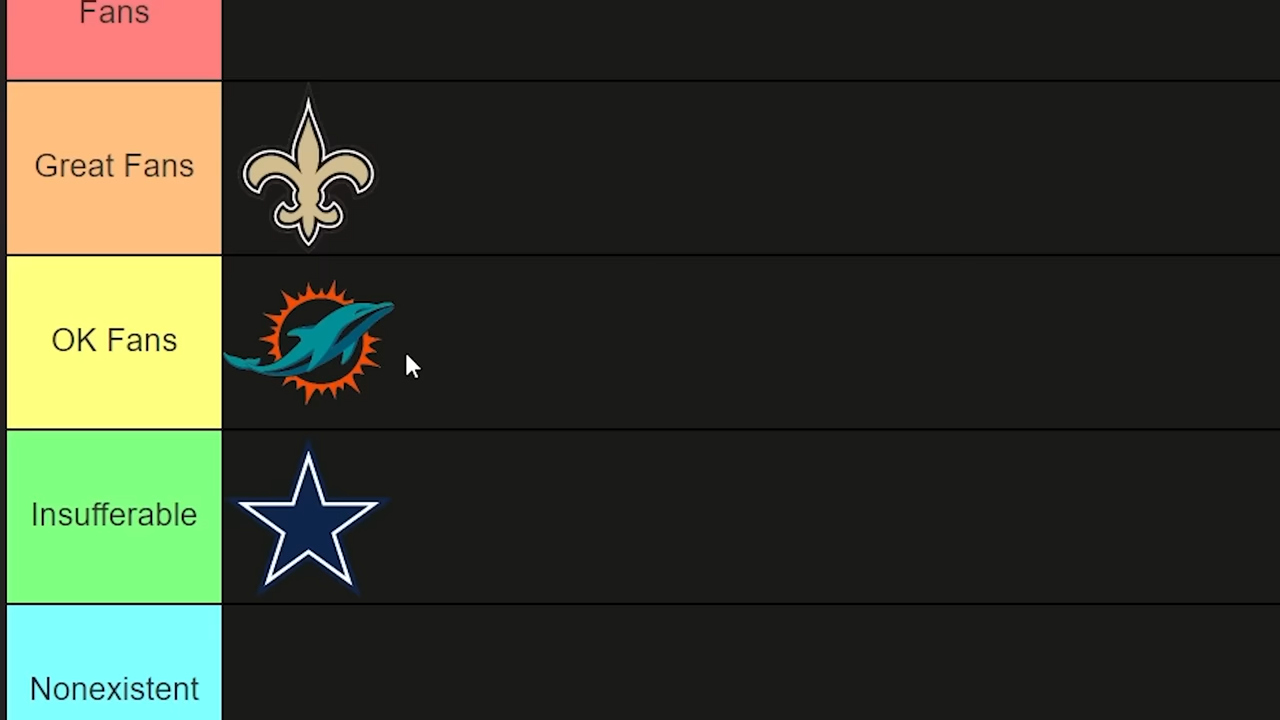 Fans
Great Fans
OK Fans
Insufferable
Nonexistent